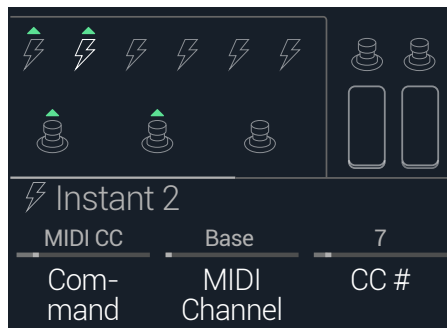 Instant 2
MIDI CC Base 7
Com- MIDI CC #
mand Channel